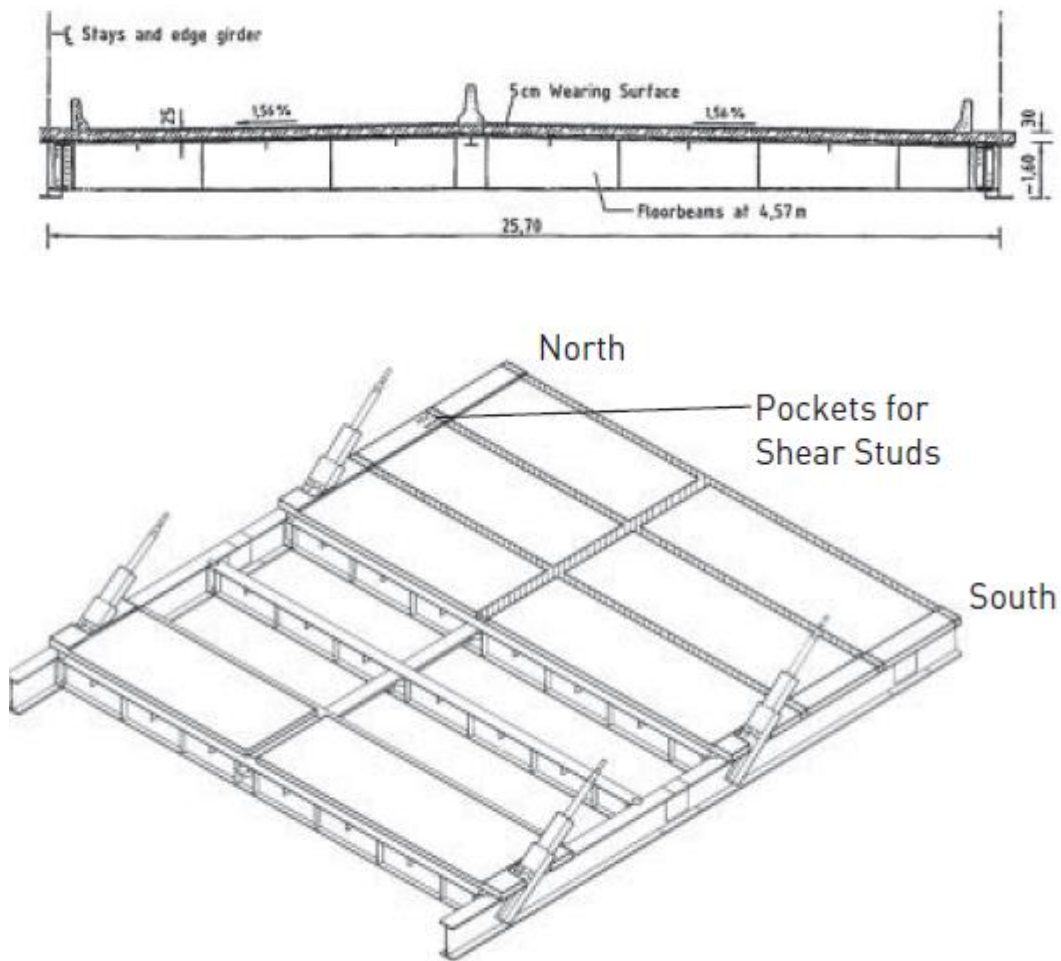 ℄ Stays and edge girder
5cm Wearing Surface
25
1,56%
1,56%
30
~1,60
Floorbeams at 4,57m
25,70
North
Pockets for
Shear Studs
South